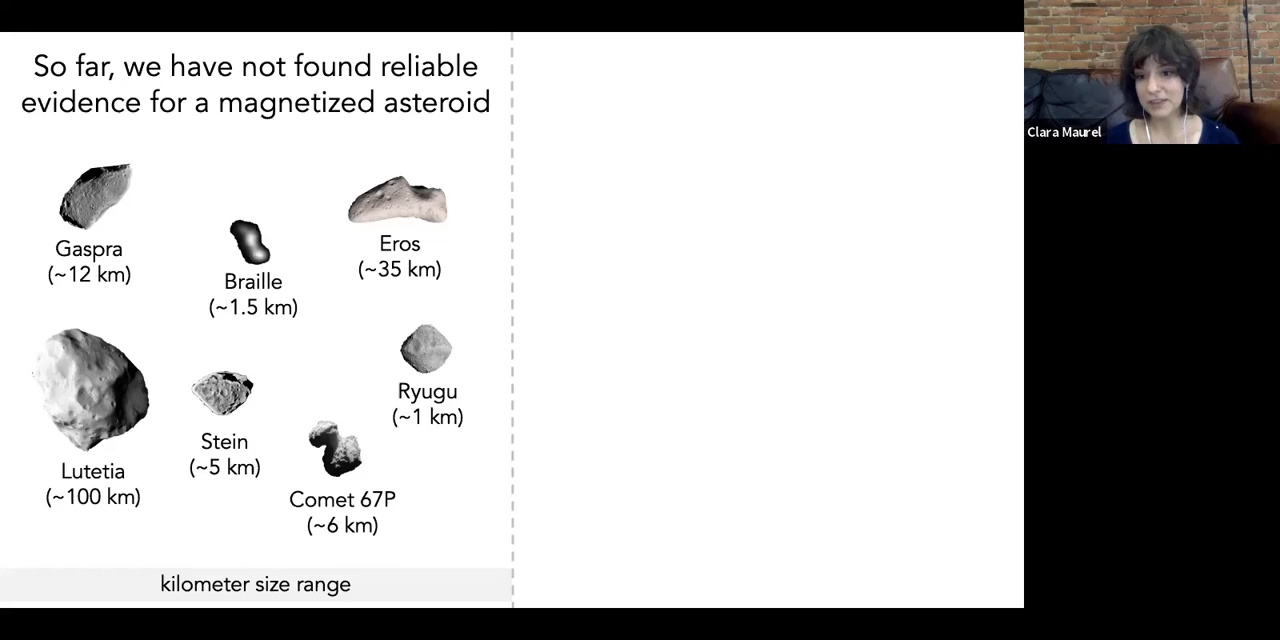 So far, we have not found reliable
evidence for a magnetized asteroid
Gaspra
(~12 km)
Braille
(~1.5 km)
Eros
(~35 km)
Lutetia
(~100 km)
Stein
(~5 km)
Comet 67P
(~6 km)
Ryugu
(~1 km)
kilometer size range
Clara Maurel